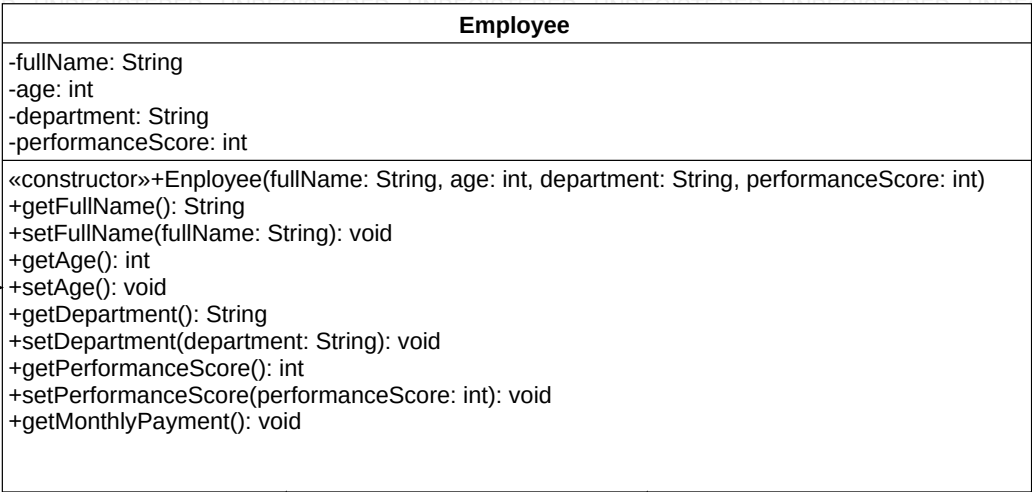 Employee
-fullName: String
-age: int
-department: String
-performanceScore: int
«constructor»+Enployee(fullName: String, age: int, department: String, performanceScore: int)
+getFullName(): String
+setFullName(fullName: String): void
+getAge(): int
+setAge(): void
+getDepartment(): String
+setDepartment(department: String): void
+getPerformanceScore(): int
+setPerformanceScore(performanceScore: int): void
+getMonthlyPayment(): void